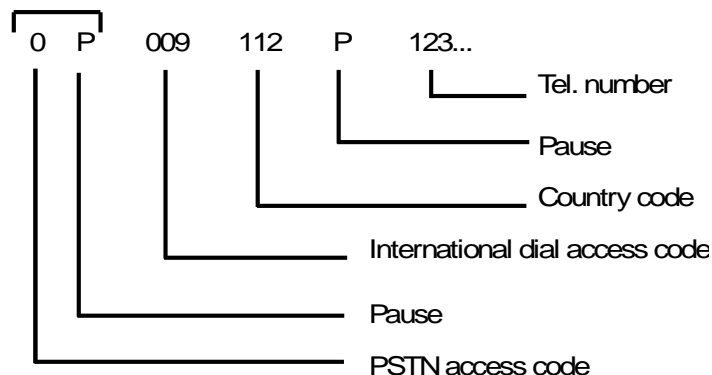 0 P 009 112 P 123...
Tel. number
Pause
Country code
International dial access code
Pause
PSTN access code